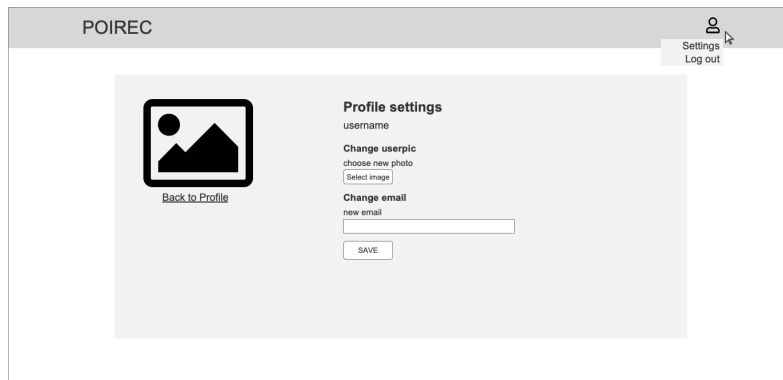 POIREC
Settings
Log out
Profile settings
username
Change userpic
choose new photo
Select image
Back to Profile
Change email
new email
SAVE